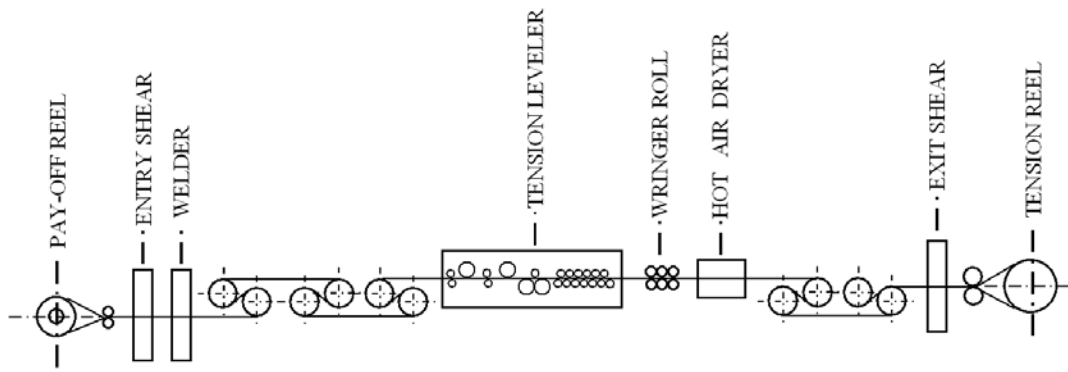 PAY-OFF REEL
ENTRY SHEAR
WELDER
TENSION LEVELER
WRINGER ROLL
HOT AIR DRYER
EXIT SHEAR
TENSION REEL